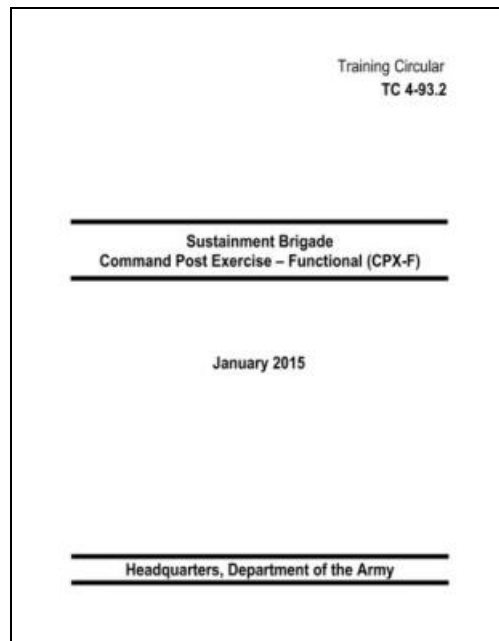 Training Circular
TC 4-93.2
Sustainment Brigade
Command Post Exercise – Functional (CPX-F)
January 2015
Headquarters, Department of the Army